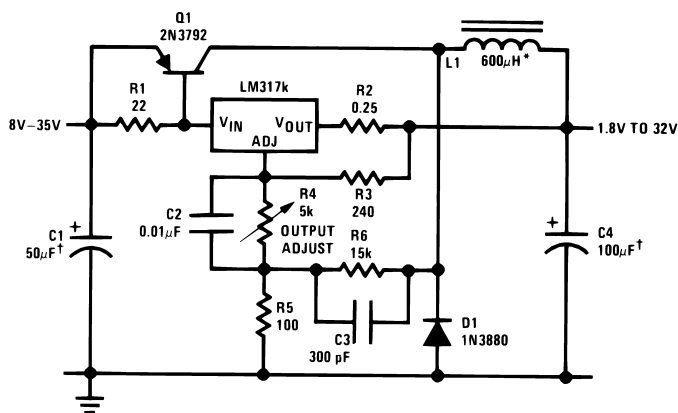 Q1
2N3792
L1
600μH*
R1
22
LM317k
R2
0.25
8V–35V
VIN
VOUT
ADJ
1.8V TO 32V
C2
0.01μF
R4
5k
OUTPUT
ADJUST
R3
240
C1
50μF†
+
R6
15k
C4
100μF†
+
R5
100
C3
300 pF
D1
1N3880